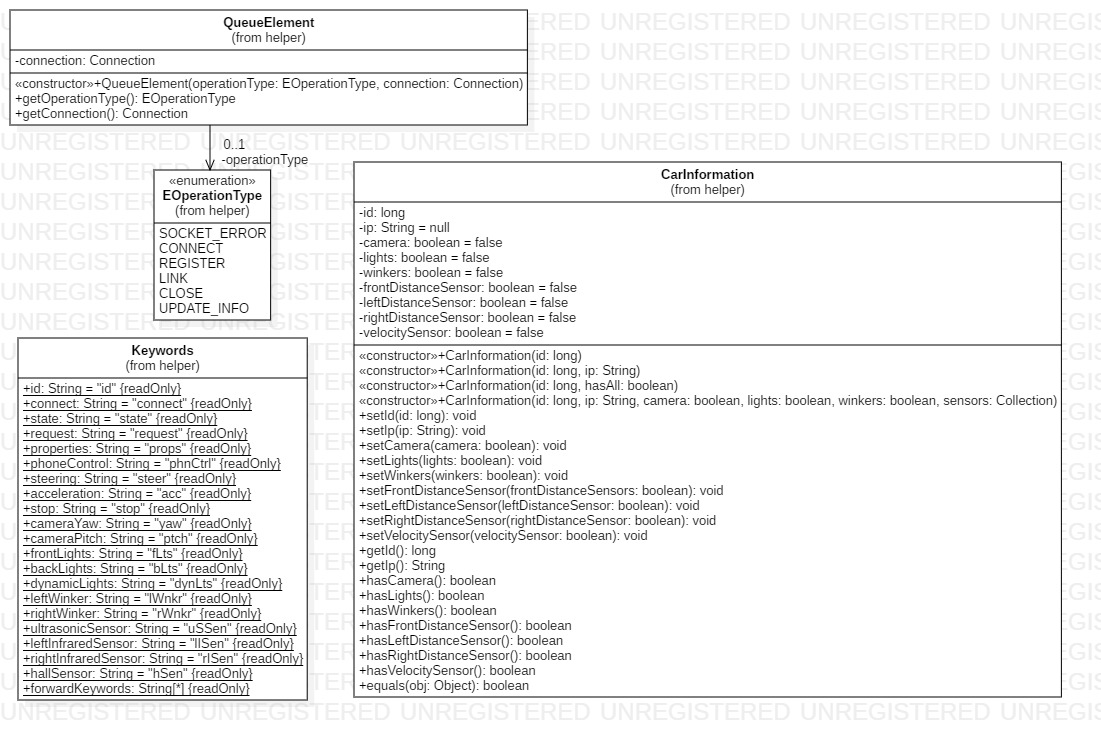 QueueElement
(from helper)
-connection: Connection
«constructor»+QueueElement(operationType: EOperationType, connection: Connection)
+getOperationType(): EOperationType
+getConnection(): Connection
0..1
-operationType
«enumeration»
EOperationType
(from helper)
SOCKET_ERROR
CONNECT
REGISTER
LINK
CLOSE
UPDATE_INFO
Keywords
(from helper)
+id: String = "id" {readOnly}
+connect: String = "connect" {readOnly}
+state: String = "state" {readOnly}
+request: String = "request" {readOnly}
+properties: String = "props" {readOnly}
+phoneControl: String = "phnCtrl" {readOnly}
+steering: String = "steer" {readOnly}
+acceleration: String = "acc" {readOnly}
+stop: String = "stop" {readOnly}
+cameraYaw: String = "yaw" {readOnly}
+cameraPitch: String = "ptch" {readOnly}
+frontLights: String = "fLts" {readOnly}
+backLights: String = "bLts" {readOnly}
+dynamicLights: String = "dynLts" {readOnly}
+leftWinker: String = "lWnkr" {readOnly}
+rightWinker: String = "rWnkr" {readOnly}
+ultrasonicSensor: String = "uSSen" {readOnly}
+leftInfraredSensor: String = "lISen" {readOnly}
+rightInfraredSensor: String = "rISen" {readOnly}
+hallSensor: String = "hSen" {readOnly}
+forwardKeywords: String[*] {readOnly}
CarInformation
(from helper)
-id: long
-ip: String = null
-camera: boolean = false
-lights: boolean = false
-winkers: boolean = false
-frontDistanceSensor: boolean = false
-leftDistanceSensor: boolean = false
-rightDistanceSensor: boolean = false
-velocitySensor: boolean = false
«constructor»+CarInformation(id: long)
«constructor»+CarInformation(id: long, ip: String)
«constructor»+CarInformation(id: long, hasAll: boolean)
«constructor»+CarInformation(id: long, ip: String, camera: boolean, lights: boolean, winkers: boolean, sensors: Collection)
+setId(id: long): void
+setIp(ip: String): void
+setCamera(camera: boolean): void
+setLights(lights: boolean): void
+setWinkers(winkers: boolean): void
+setFrontDistanceSensor(frontDistanceSensors: boolean): void
+setLeftDistanceSensor(leftDistanceSensor: boolean): void
+setRightDistanceSensor(rightDistanceSensor: boolean): void
+setVelocitySensor(velocitySensor: boolean): void
+getId(): long
+getIp(): String
+hasCamera(): boolean
+hasLights(): boolean
+hasWinkers(): boolean
+hasFrontDistanceSensor(): boolean
+hasLeftDistanceSensor(): boolean
+hasRightDistanceSensor(): boolean
+hasVelocitySensor(): boolean
+equals(obj: Object): boolean
UNREGISTERED UNREGISTERED UNREGISTERED UNREGISTERED UNREGISTERED